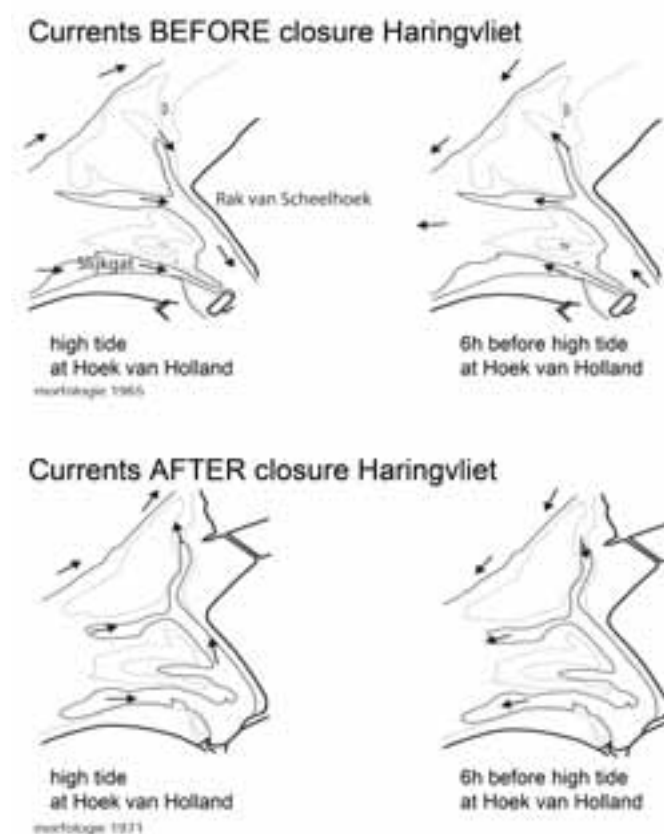 Currents BEFORE closure Haringvliet
Rak van Scheelhoek
Slijkgat
high tide
at Hoek van Holland
morfologie 1965
6h before high tide
at Hoek van Holland
Currents AFTER closure Haringvliet
high tide
at Hoek van Holland
morfologie 1971
6h before high tide
at Hoek van Holland